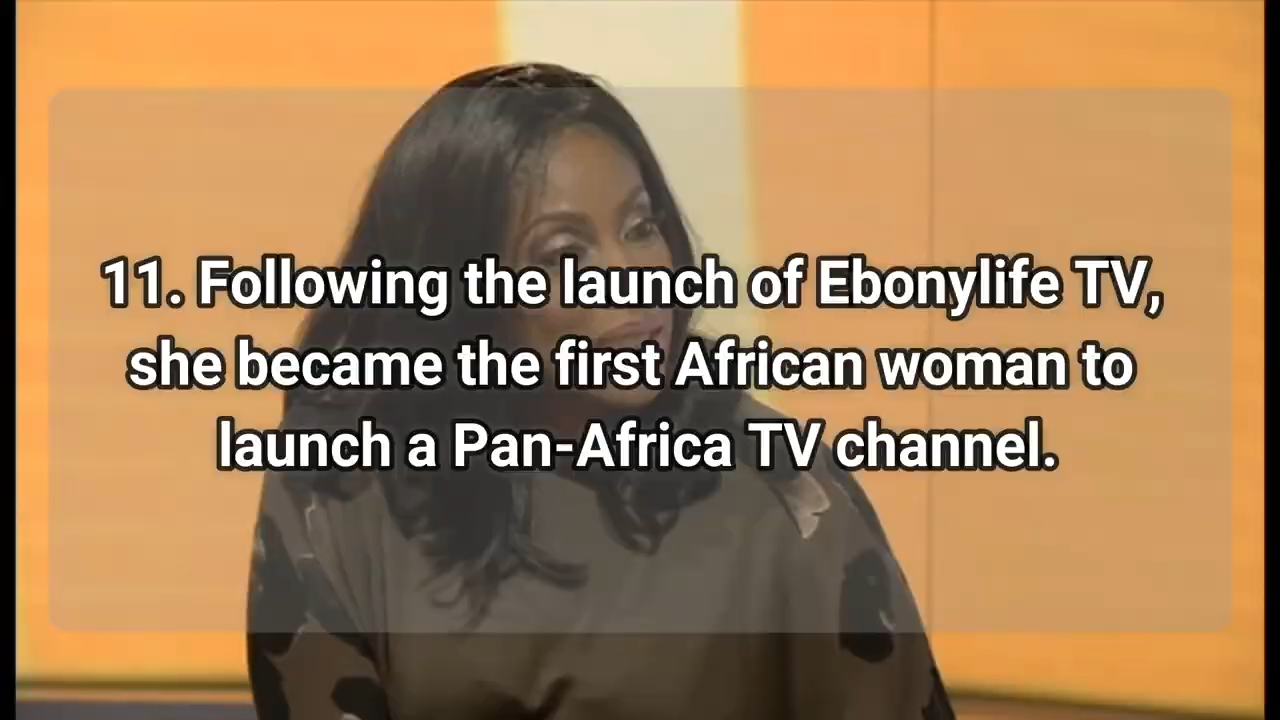 11. Following the launch of Ebonylife TV,
she became the first African woman to
launch a Pan-Africa TV channel.